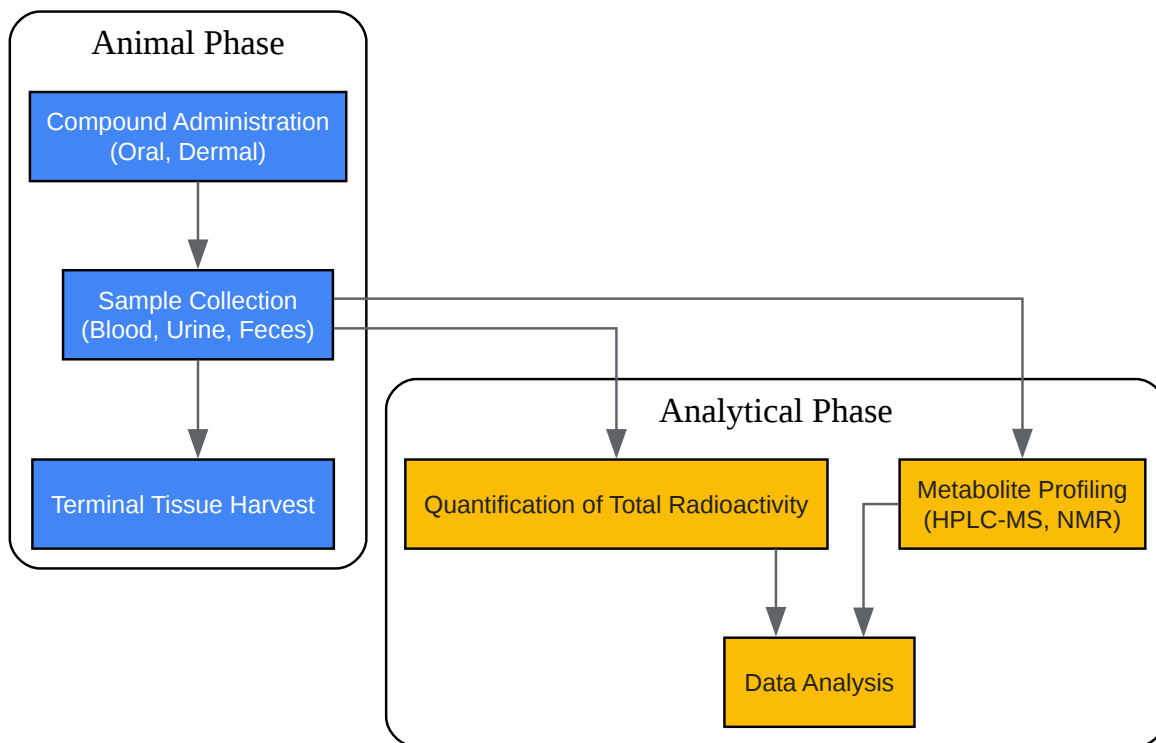 Animal Phase
Compound Administration
(Oral, Dermal)
Sample Collection
(Blood, Urine, Feces)
Terminal Tissue Harvest
Analytical Phase
Quantification of Total Radioactivity
Metabolite Profiling
(HPLC-MS, NMR)
Data Analysis